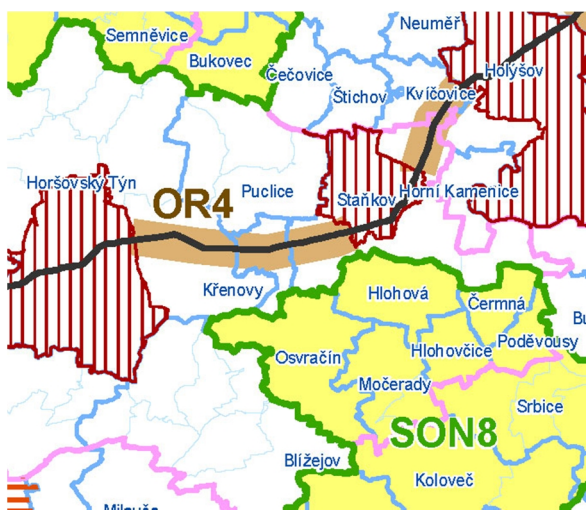 Neuměř
Semněvice
Bukovec
Čečovice
Holýšov
Štichov
Kvíčovice
Horšovský Týn
Puclice
OR4
Staňkov
Horní Kamenice
Křenovy
Hlohová
Čermná
Osvračín
Hlohovčice
Poděvousy
Močerady
Srbice
SON8
Blížejov
Koloveč